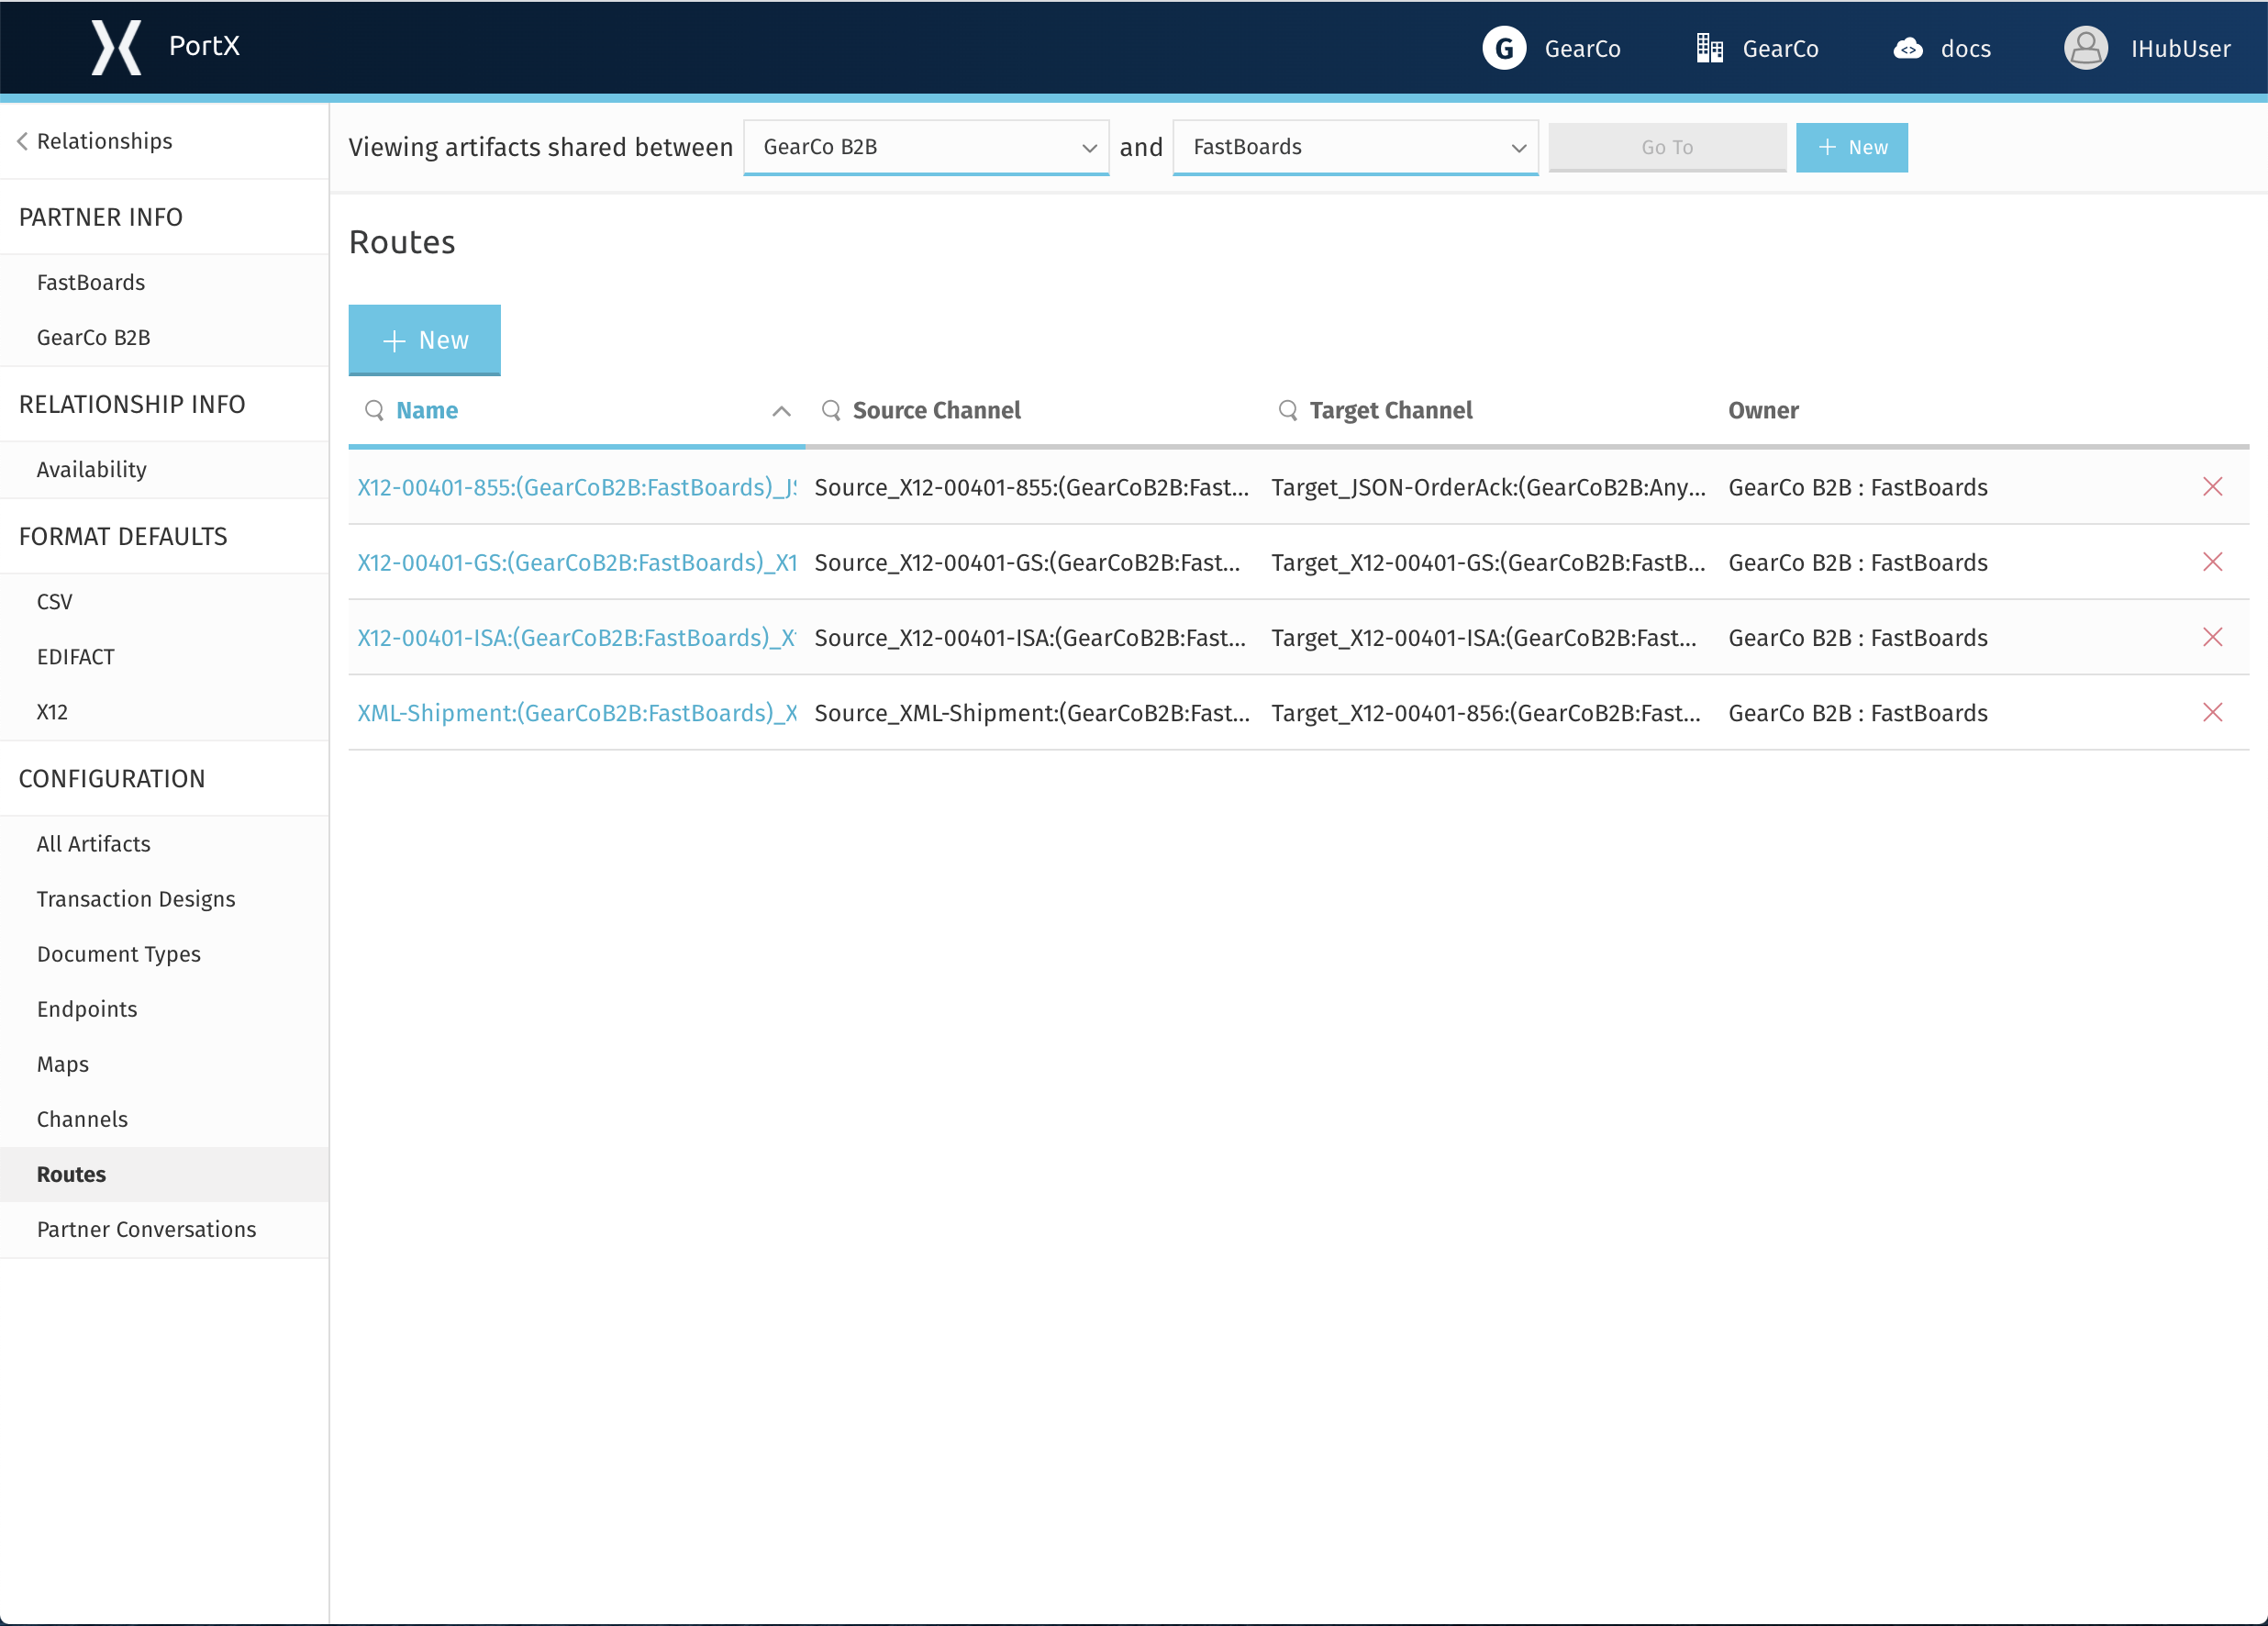 PortX
G GearCo GearCo docs IHubUser
Relationships
Viewing artifacts shared between GearCo B2B and FastBoards Go To + New
PARTNER INFO
FastBoards
GearCo B2B
RELATIONSHIP INFO
Availability
FORMAT DEFAULTS
CSV
EDIFACT
X12
CONFIGURATION
All Artifacts
Transaction Designs
Document Types
Endpoints
Maps
Channels
Routes
Partner Conversations
Routes
+ New
Name Source Channel Target Channel Owner
X12-00401-855:(GearCoB2B:FastBoards)_JS Source_X12-00401-855:(GearCoB2B:Fast... Target_JSON-OrderAck:(GearCoB2B:Any... GearCo B2B : FastBoards
X12-00401-GS:(GearCoB2B:FastBoards)_X1 Source_X12-00401-GS:(GearCoB2B:Fast... Target_X12-00401-GS:(GearCoB2B:FastB... GearCo B2B : FastBoards
X12-00401-ISA:(GearCoB2B:FastBoards)_X Source_X12-00401-ISA:(GearCoB2B:Fast... Target_X12-00401-ISA:(GearCoB2B:Fast... GearCo B2B : FastBoards
XML-Shipment:(GearCoB2B:FastBoards)_X Source_XML-Shipment:(GearCoB2B:Fast... Target_X12-00401-856:(GearCoB2B:Fast... GearCo B2B : FastBoards